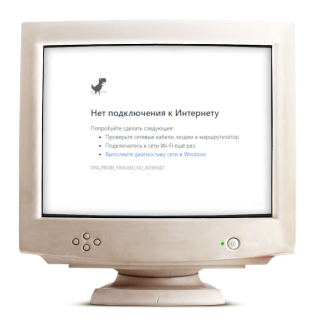 Нет подключения к Интернету
Попробуйте сделать следующее:
Проверьте сетевые кабели, модем и маршрутизатор.
Подключитесь к сети Wi-Fi ещё раз.
Выполните диагностику сети в Windows
DNS_PROBE_FINISHED_NO_INTERNET